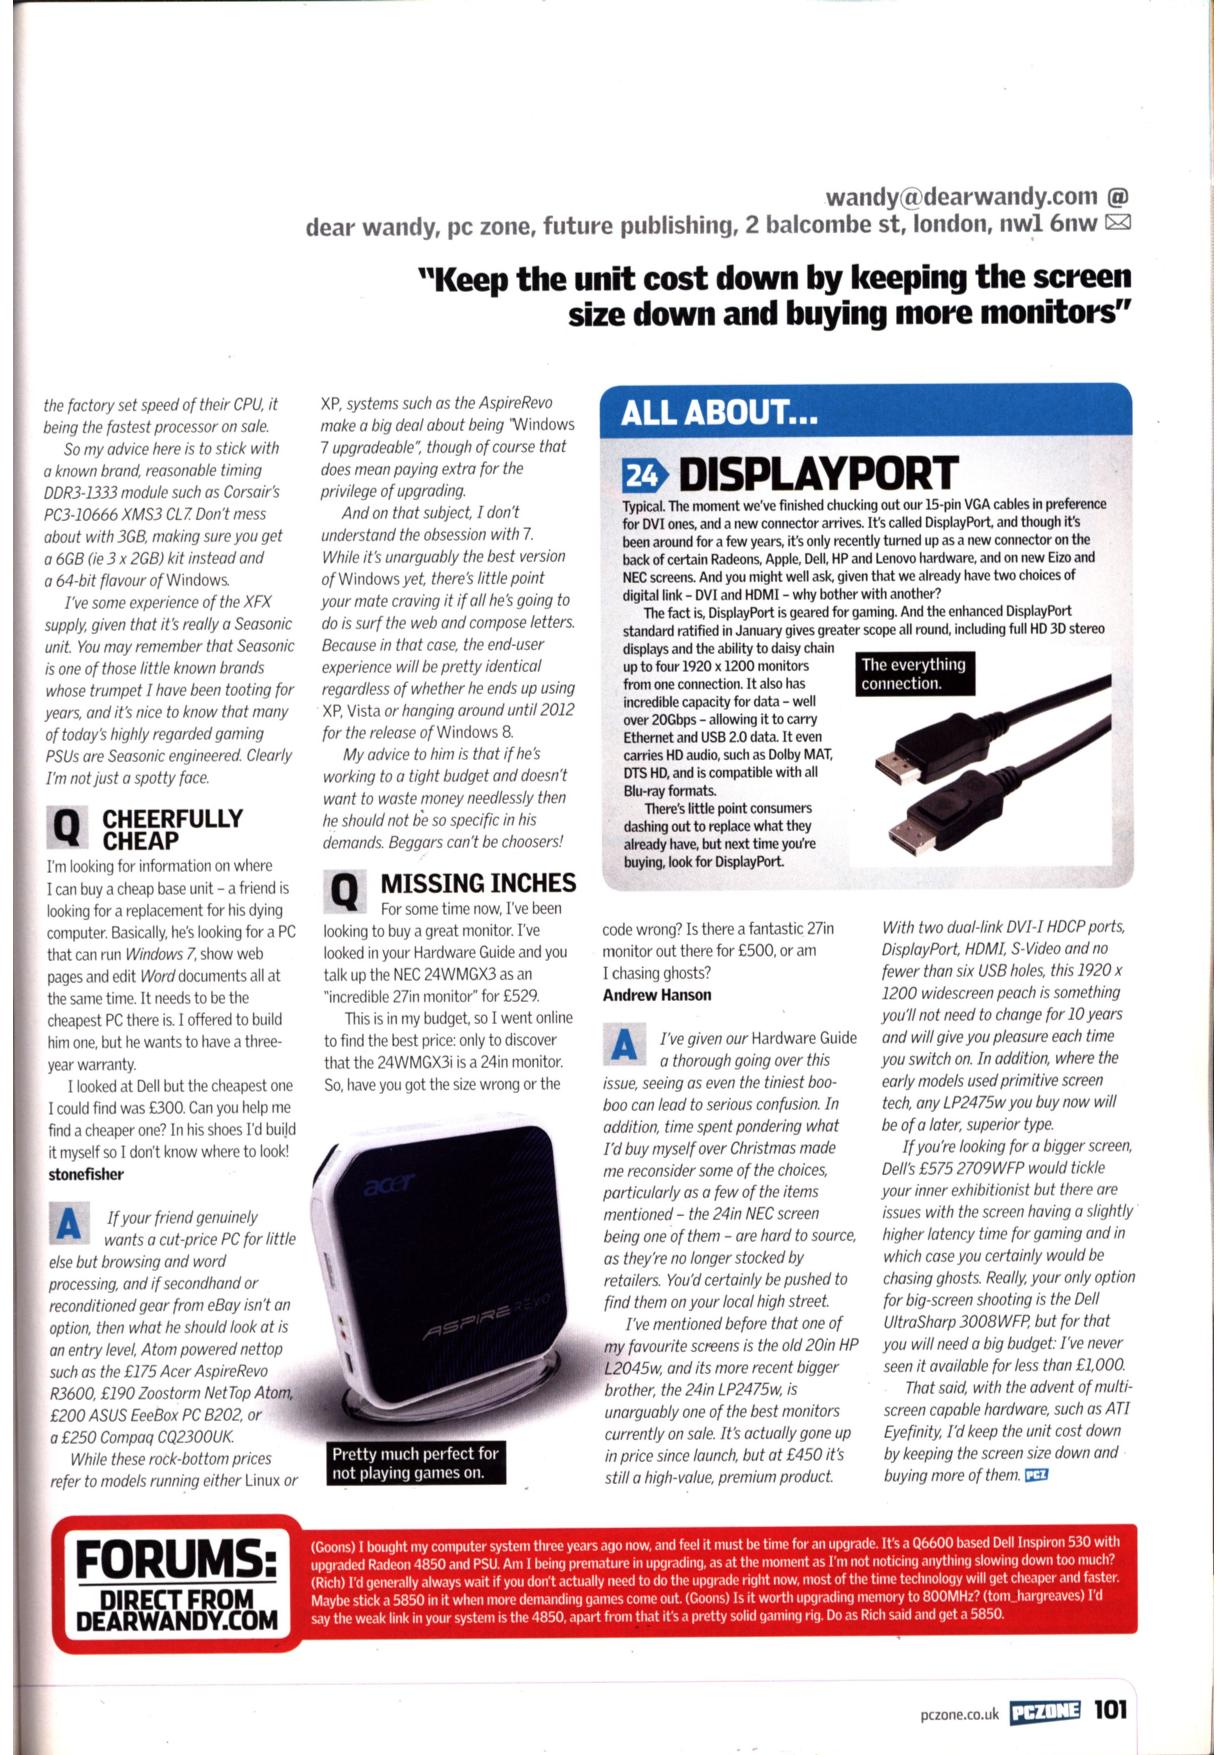 wandy@dearwandy.com @
dear wandy, pc zone, future publishing, 2 balcombe st, london, nw1 6nw
"Keep the unit cost down by keeping the screen
size down and buying more monitors"
the factory set speed of their CPU, it
being the fastest processor on sale.
So my advice here is to stick with
a known brand, reasonable timing
DDR3-1333 module such as Corsair's
PC3-10666 XMS3 CL7. Don't mess
about with 3GB, making sure you get
a 6GB (ie 3 x 2GB) kit instead and
a 64-bit flavour of Windows.
I've some experience of the XFX
supply, given that it's really a Seasonic
unit. You may remember that Seasonic
is one of those little known brands
whose trumpet I have been tooting for
years, and it's nice to know that many
of today's highly regarded gaming
PSUs are Seasonic engineered. Clearly
I'm not just a spotty face.
Q CHEERFULLY
CHEAP
I'm looking for information on where
I can buy a cheap base unit – a friend is
looking for a replacement for his dying
computer. Basically, he's looking for a PC
that can run Windows 7, show web
pages and edit Word documents all at
the same time. It needs to be the
cheapest PC there is. I offered to build
him one, but he wants to have a three-
year warranty.
I looked at Dell but the cheapest one
I could find was £300. Can you help me
find a cheaper one? In his shoes I'd build
it myself so I don't know where to look!
stonefisher
A If your friend genuinely
wants a cut-price PC for little
else but browsing and word
processing, and if secondhand or
reconditioned gear from eBay isn't an
option, then what he should look at is
an entry level, Atom powered nettop
such as the £175 Acer AspireRevo
R3600, £190 Zoostorm NetTop Atom,
£200 ASUS EeeBox PC B202, or
a £250 Compaq CQ2300UK.
While these rock-bottom prices
refer to models running either Linux or
XP, systems such as the AspireRevo
make a big deal about being "Windows
7 upgradeable", though of course that
does mean paying extra for the
privilege of upgrading.
And on that subject, I don't
understand the obsession with 7.
While it's unarguably the best version
of Windows yet, there's little point
your mate craving it if all he's going to
do is surf the web and compose letters.
Because in that case, the end-user
experience will be pretty identical
regardless of whether he ends up using
XP, Vista or hanging around until 2012
for the release of Windows 8.
My advice to him is that if he's
working to a tight budget and doesn't
want to waste money needlessly then
he should not be so specific in his
demands. Beggars can't be choosers!
Q MISSING INCHES
For some time now, I've been
looking to buy a great monitor. I've
looked in your Hardware Guide and you
talk up the NEC 24WMGX3 as an
"incredible 27in monitor" for £529.
This is in my budget, so I went online
to find the best price: only to discover
that the 24WMGX3i is a 24in monitor.
So, have you got the size wrong or the
acer
ASPIRE REVO
Pretty much perfect for
not playing games on.
ALL ABOUT...
24 DISPLAYPORT
Typical. The moment we've finished chucking out our 15-pin VGA cables in preference
for DVI ones, and a new connector arrives. It's called DisplayPort, and though it's
been around for a few years, it's only recently turned up as a new connector on the
back of certain Radeons, Apple, Dell, HP and Lenovo hardware, and on new Eizo and
NEC screens. And you might well ask, given that we already have two choices of
digital link – DVI and HDMI – why bother with another?
The fact is, DisplayPort is geared for gaming. And the enhanced DisplayPort
standard ratified in January gives greater scope all round, including full HD 3D stereo
displays and the ability to daisy chain
up to four 1920 x 1200 monitors
from one connection. It also has
incredible capacity for data – well
over 20Gbps – allowing it to carry
Ethernet and USB 2.0 data. It even
carries HD audio, such as Dolby MAT,
DTS HD, and is compatible with all
Blu-ray formats.
There's little point consumers
dashing out to replace what they
already have, but next time you're
buying, look for DisplayPort.
The everything
connection.
code wrong? Is there a fantastic 27in
monitor out there for £500, or am
I chasing ghosts?
Andrew Hanson
A I've given our Hardware Guide
a thorough going over this
issue, seeing as even the tiniest boo-
boo can lead to serious confusion. In
addition, time spent pondering what
I'd buy myself over Christmas made
me reconsider some of the choices,
particularly as a few of the items
mentioned – the 24in NEC screen
being one of them – are hard to source,
as they're no longer stocked by
retailers. You'd certainly be pushed to
find them on your local high street.
I've mentioned before that one of
my favourite screens is the old 20in HP
L2045w, and its more recent bigger
brother, the 24in LP2475w, is
unarguably one of the best monitors
currently on sale. It's actually gone up
in price since launch, but at £450 it's
still a high-value, premium product.
With two dual-link DVI-I HDCP ports,
DisplayPort, HDMI, S-Video and no
fewer than six USB holes, this 1920 x
1200 widescreen peach is something
you'll not need to change for 10 years
and will give you pleasure each time
you switch on. In addition, where the
early models used primitive screen
tech, any LP2475w you buy now will
be of a later, superior type.
If you're looking for a bigger screen,
Dell's £575 2709WFP would tickle
your inner exhibitionist but there are
issues with the screen having a slightly
higher latency time for gaming and in
which case you certainly would be
chasing ghosts. Really, your only option
for big-screen shooting is the Dell
UltraSharp 3008WFP, but for that
you will need a big budget: I've never
seen it available for less than £1,000.
That said, with the advent of multi-
screen capable hardware, such as ATI
Eyefinity, I'd keep the unit cost down
by keeping the screen size down and
buying more of them. PCZ
FORUMS:
DIRECT FROM
DEARWANDY.COM
(Goons) I bought my computer system three years ago now, and feel it must be time for an upgrade. It's a Q6600 based Dell Inspiron 530 with
upgraded Radeon 4850 and PSU. Am I being premature in upgrading, as at the moment as I'm not noticing anything slowing down too much?
(Rich) I'd generally always wait if you don't actually need to do the upgrade right now, most of the time technology will get cheaper and faster.
Maybe stick a 5850 in it when more demanding games come out. (Goons) Is it worth upgrading memory to 800MHz? (tom_hargreaves) I'd
say the weak link in your system is the 4850, apart from that it's a pretty solid gaming rig. Do as Rich said and get a 5850.
pczone.co.uk PCZONE 101